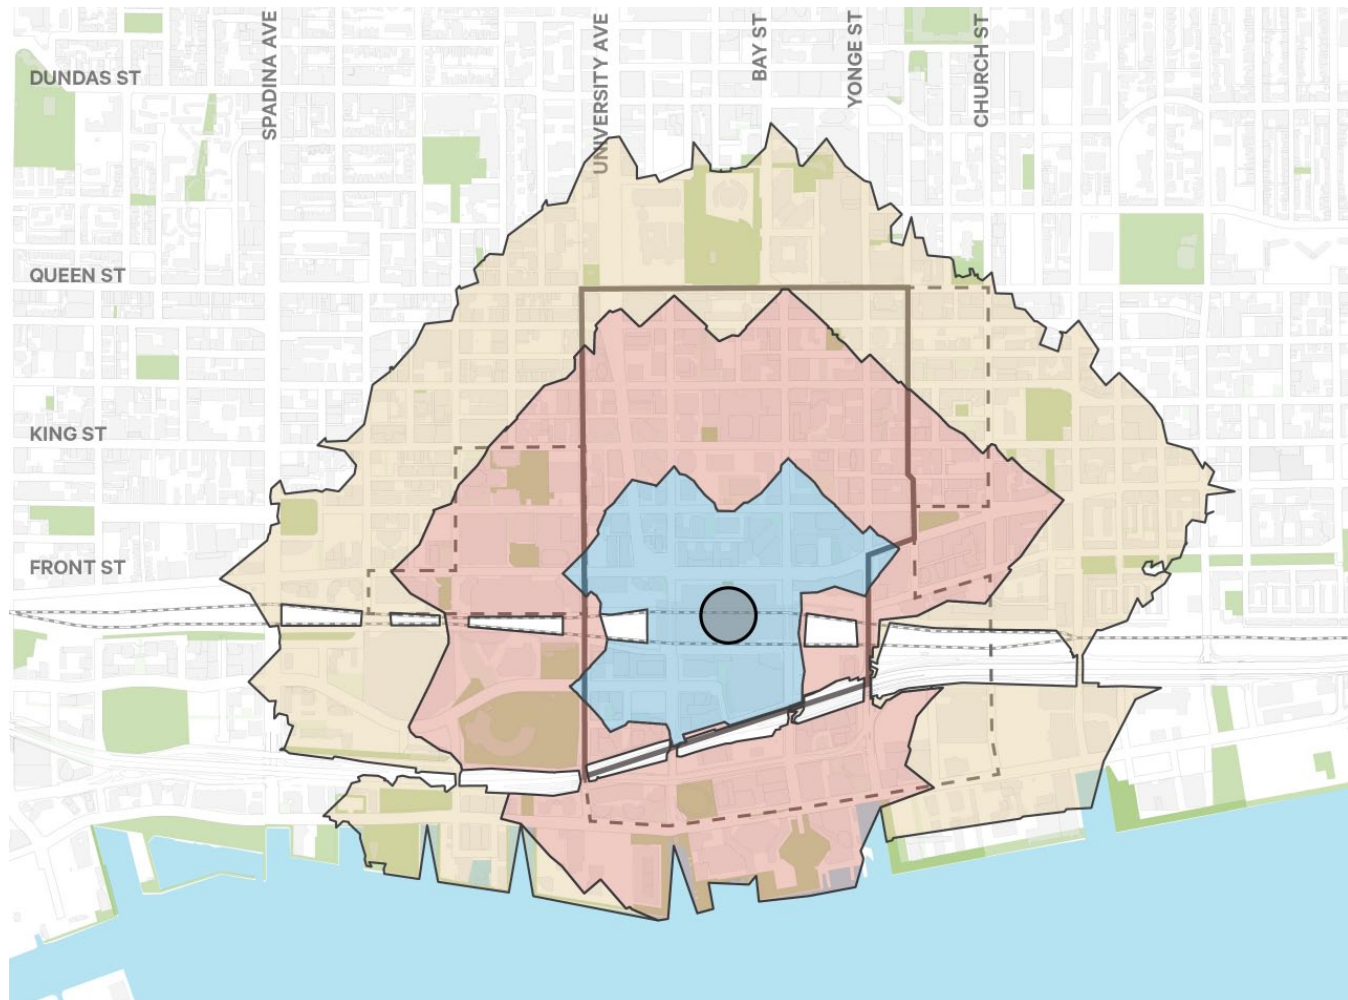 SPADINA AVE
UNIVERSITY AVE
BAY ST
YONGE ST
CHURCH ST
DUNDAS ST
QUEEN ST
KING ST
FRONT ST